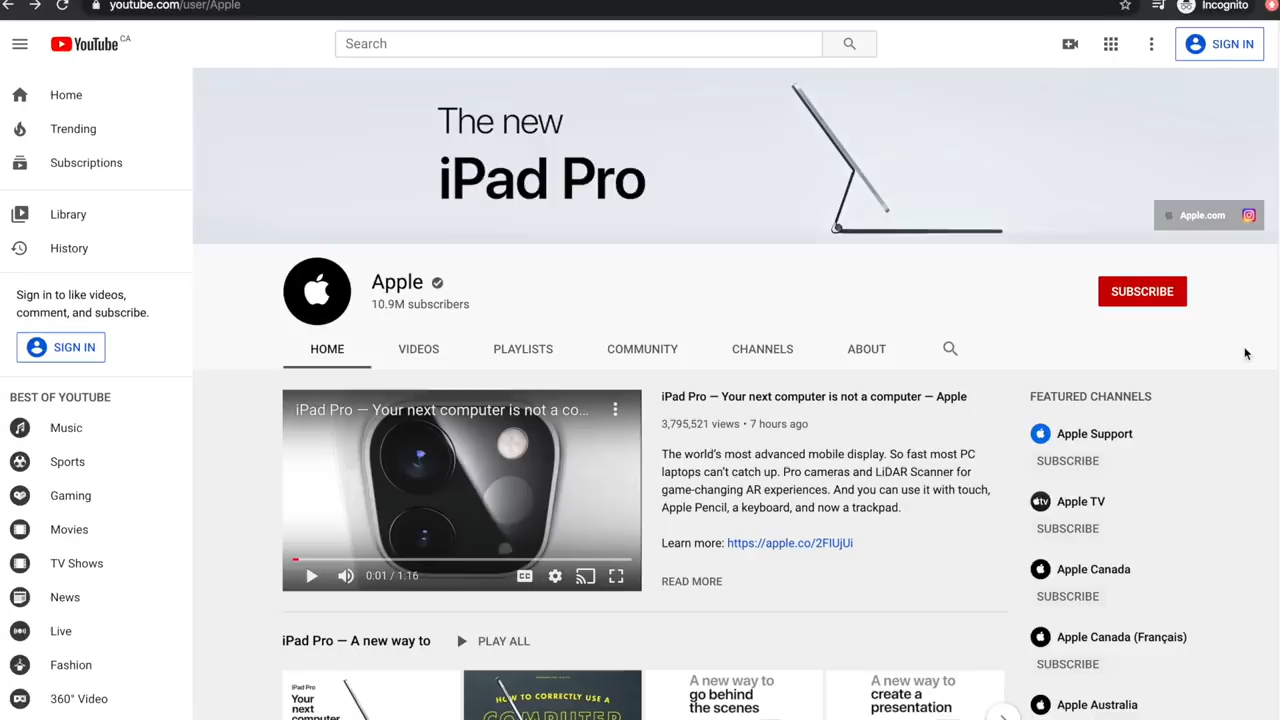 youtube.com/user/Apple
Incognito
YouTube CA
Search
SIGN IN
Home
Trending
Subscriptions
Library
History
Sign in to like videos,
comment, and subscribe.
SIGN IN
BEST OF YOUTUBE
Music
Sports
Gaming
Movies
TV Shows
News
Live
Fashion
360° Video
The new
iPad Pro
Apple.com
Apple
10.9M subscribers
SUBSCRIBE
HOME
VIDEOS
PLAYLISTS
COMMUNITY
CHANNELS
ABOUT
iPad Pro — Your next computer is not a co...
0:01 / 1:16
CC
iPad Pro — Your next computer is not a computer — Apple
3,795,521 views • 7 hours ago
The world's most advanced mobile display. So fast most PC
laptops can't catch up. Pro cameras and LiDAR Scanner for
game-changing AR experiences. And you can use it with touch,
Apple Pencil, a keyboard, and now a trackpad.
Learn more: https://apple.co/2FIUjUi
READ MORE
FEATURED CHANNELS
Apple Support
SUBSCRIBE
tv
Apple TV
SUBSCRIBE
Apple Canada
SUBSCRIBE
Apple Canada (Français)
SUBSCRIBE
Apple Australia
iPad Pro — A new way to
PLAY ALL
iPad Pro
Your
next
computer
HOW TO CORRECTLY USE A
COMPUTER
A new way to
go behind
the scenes
A new way to
create a
presentation